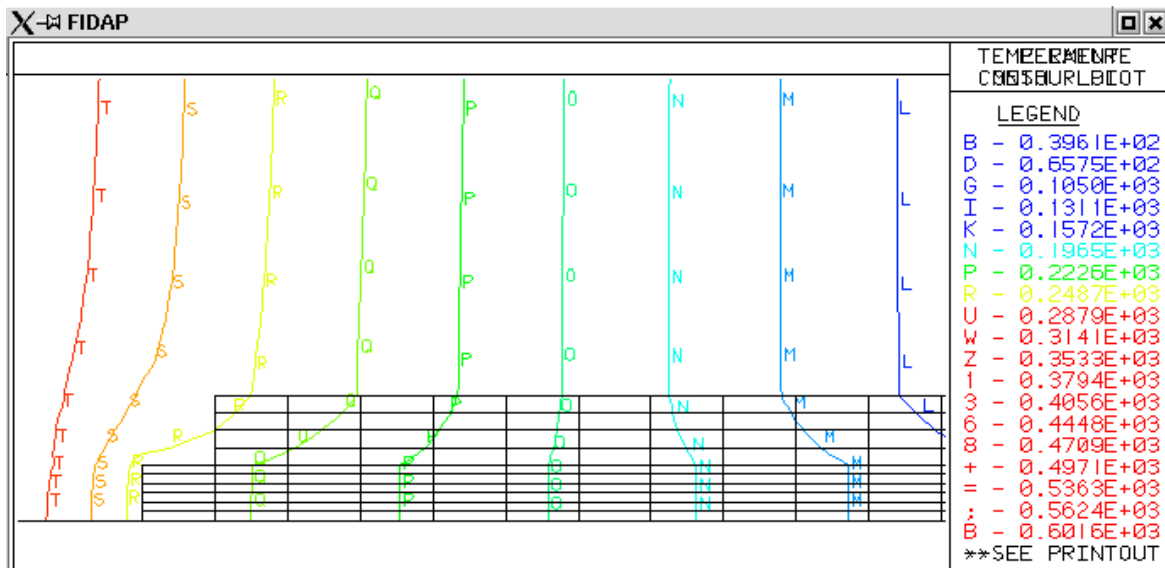 FIDAP
T S R Q P O N M L
T S R Q P O N M L
T S R Q P O N M L
T S R Q P O N M L
T S R Q P O N M L
T S R O N M
T S R Q P O N M
T S R Q P O N M
T S R Q P O N M
LEGEND
B - 0.3961E+02
D - 0.6575E+02
G - 0.1050E+03
I - 0.1311E+03
K - 0.1572E+03
N - 0.1965E+03
P - 0.2226E+03
R - 0.2487E+03
U - 0.2879E+03
W - 0.3141E+03
Z - 0.3533E+03
1 - 0.3794E+03
3 - 0.4056E+03
6 - 0.4448E+03
8 - 0.4709E+03
+ - 0.4971E+03
= - 0.5363E+03
; - 0.5624E+03
B - 0.6016E+03
**SEE PRINTOUT